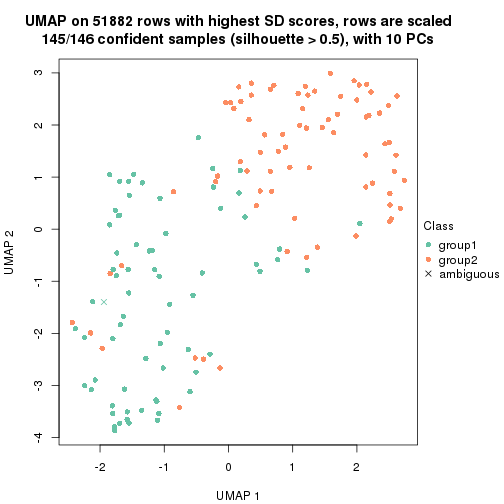 UMAP on 51882 rows with highest SD scores, rows are scaled
145/146 confident samples (silhouette > 0.5), with 10 PCs
3
2
1
0
-1
-2
-3
-4
UMAP 2
-2
-1
0
1
2
UMAP 1
Class
group1
group2
ambiguous